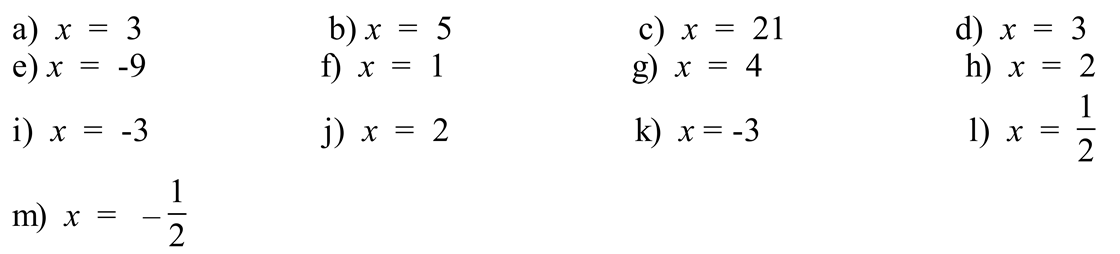 a) x = 3 b) x = 5 c) x = 21 d) x = 3
e) x = -9 f) x = 1 g) x = 4 h) x = 2
i) x = -3 j) x = 2 k) x = -3 l) x = 1/2
m) x = -1/2